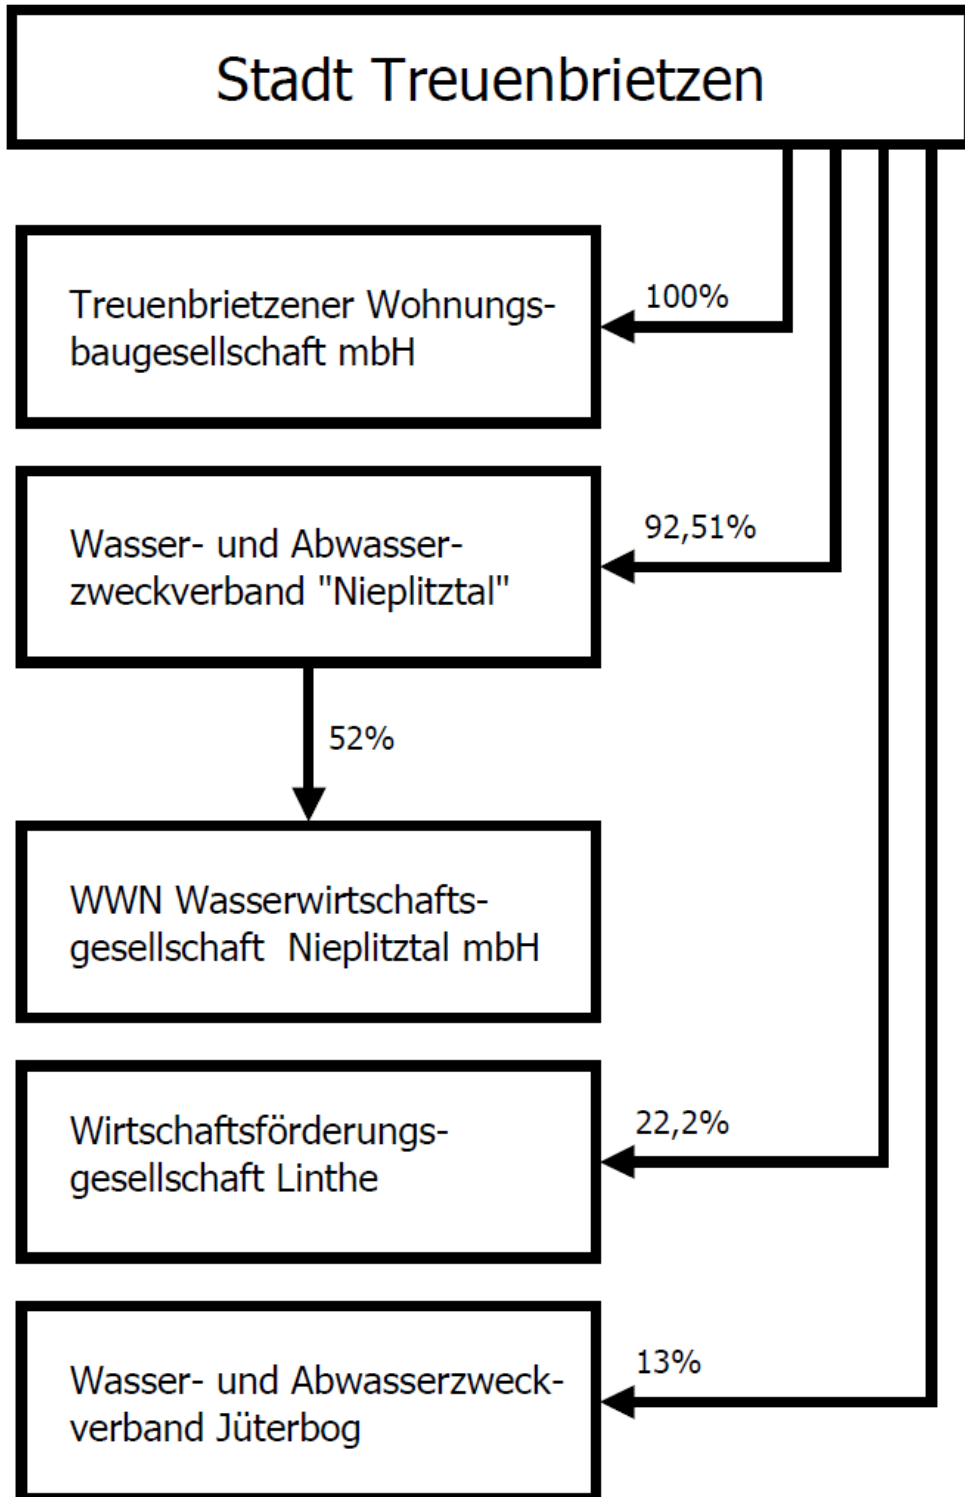 Stadt Treuenbrietzen
Treuenbrietzener Wohnungs-
baugesellschaft mbH
100%
Wasser- und Abwasser-
zweckverband "Nieplitztal"
92,51%
52%
WWN Wasserwirtschafts-
gesellschaft  Nieplitztal mbH
Wirtschaftsförderungs-
gesellschaft Linthe
22,2%
Wasser- und Abwasserzweck-
verband Jüterbog
13%